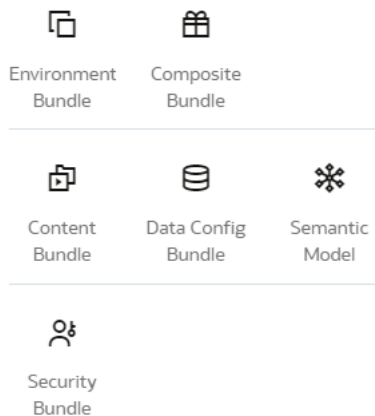 Environment Composite
Bundle Bundle
Content Data Config Semantic
Bundle Bundle Model
Security
Bundle